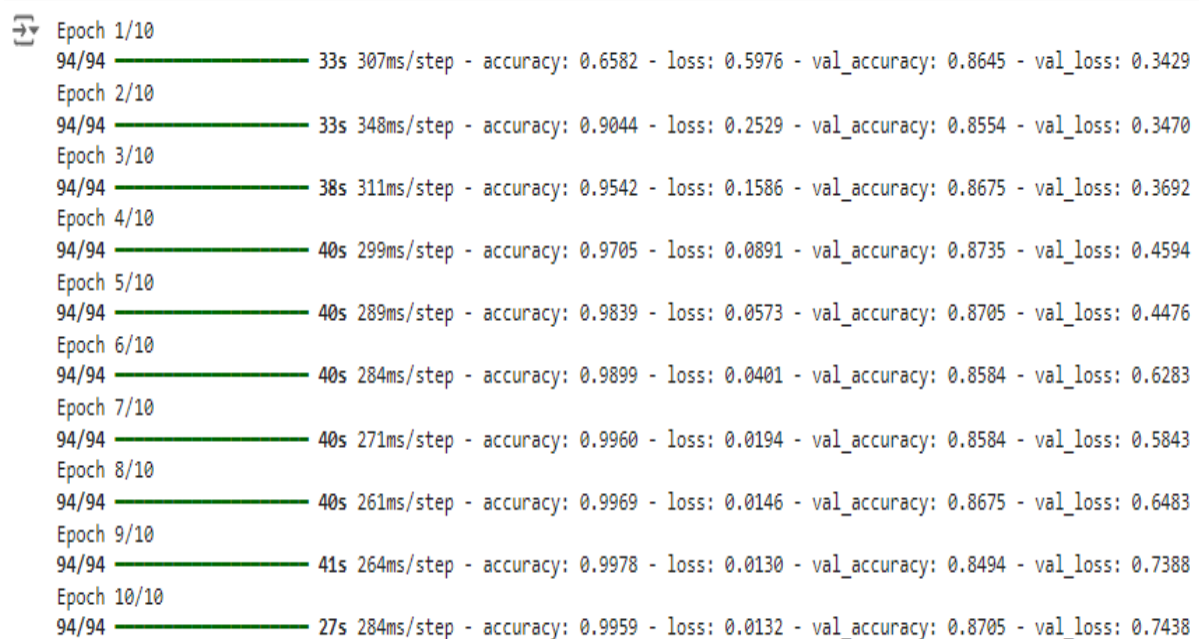 Epoch 1/10
94/94 ━━━━━━━━━━━━━━━━━━━━ 33s 307ms/step - accuracy: 0.6582 - loss: 0.5976 - val_accuracy: 0.8645 - val_loss: 0.3429
Epoch 2/10
94/94 ━━━━━━━━━━━━━━━━━━━━ 33s 348ms/step - accuracy: 0.9044 - loss: 0.2529 - val_accuracy: 0.8554 - val_loss: 0.3470
Epoch 3/10
94/94 ━━━━━━━━━━━━━━━━━━━━ 38s 311ms/step - accuracy: 0.9542 - loss: 0.1586 - val_accuracy: 0.8675 - val_loss: 0.3692
Epoch 4/10
94/94 ━━━━━━━━━━━━━━━━━━━━ 40s 299ms/step - accuracy: 0.9705 - loss: 0.0891 - val_accuracy: 0.8735 - val_loss: 0.4594
Epoch 5/10
94/94 ━━━━━━━━━━━━━━━━━━━━ 40s 289ms/step - accuracy: 0.9839 - loss: 0.0573 - val_accuracy: 0.8705 - val_loss: 0.4476
Epoch 6/10
94/94 ━━━━━━━━━━━━━━━━━━━━ 40s 284ms/step - accuracy: 0.9899 - loss: 0.0401 - val_accuracy: 0.8584 - val_loss: 0.6283
Epoch 7/10
94/94 ━━━━━━━━━━━━━━━━━━━━ 40s 271ms/step - accuracy: 0.9960 - loss: 0.0194 - val_accuracy: 0.8584 - val_loss: 0.5843
Epoch 8/10
94/94 ━━━━━━━━━━━━━━━━━━━━ 40s 261ms/step - accuracy: 0.9969 - loss: 0.0146 - val_accuracy: 0.8675 - val_loss: 0.6483
Epoch 9/10
94/94 ━━━━━━━━━━━━━━━━━━━━ 41s 264ms/step - accuracy: 0.9978 - loss: 0.0130 - val_accuracy: 0.8494 - val_loss: 0.7388
Epoch 10/10
94/94 ━━━━━━━━━━━━━━━━━━━━ 27s 284ms/step - accuracy: 0.9959 - loss: 0.0132 - val_accuracy: 0.8705 - val_loss: 0.7438